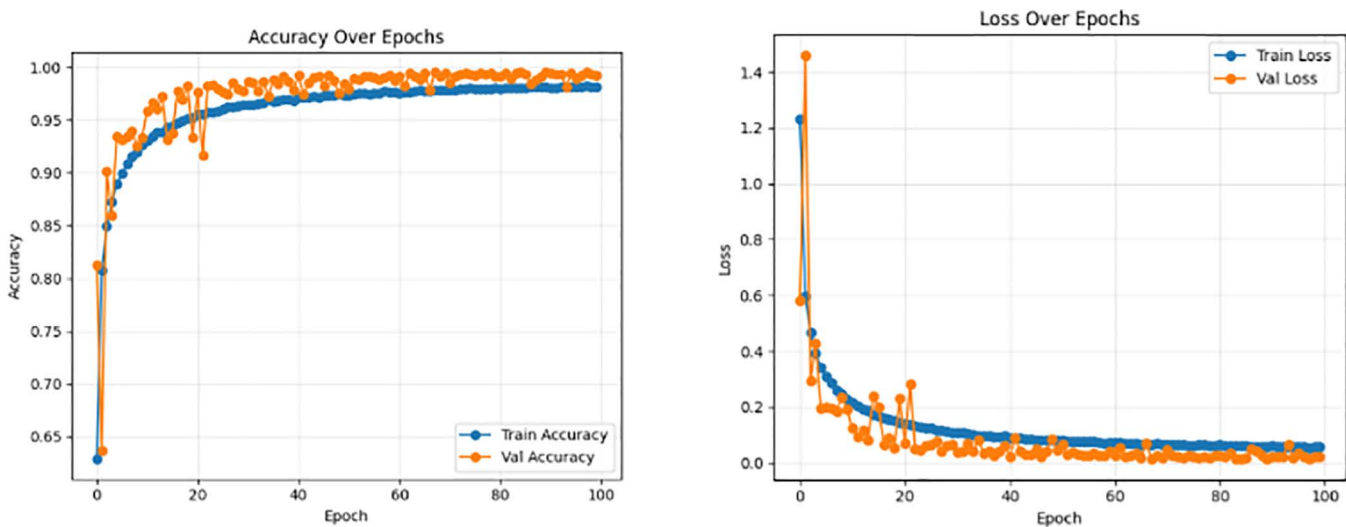 Accuracy Over Epochs
1.00
0.95
0.90
0.85
0.80
0.75
0.70
0.65
Accuracy
Train Accuracy
Val Accuracy
0 20 40 60 80 100
Epoch
Loss Over Epochs
Train Loss
Val Loss
1.4
1.2
1.0
0.8
0.6
0.4
0.2
0.0
Loss
0 20 40 60 80 100
Epoch